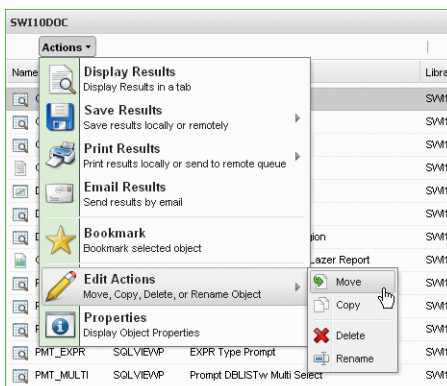 SWI10DOC
Actions
Name
Display Results
Display Results in a tab
Save Results
Save results locally or remotely
Print Results
Print results locally or send to remote queue
Email Results
Send results by email
Bookmark
Bookmark selected object
Lazer Report
Edit Actions
Move, Copy, Delete, or Rename Object
Move
Copy
Properties
Display Object Properties
Delete
PMT_EXPR SQLVIEWP EXPR Type Prompt
Rename
PMT_MULTI SQLVIEWP Prompt DBLISTw Multi Select